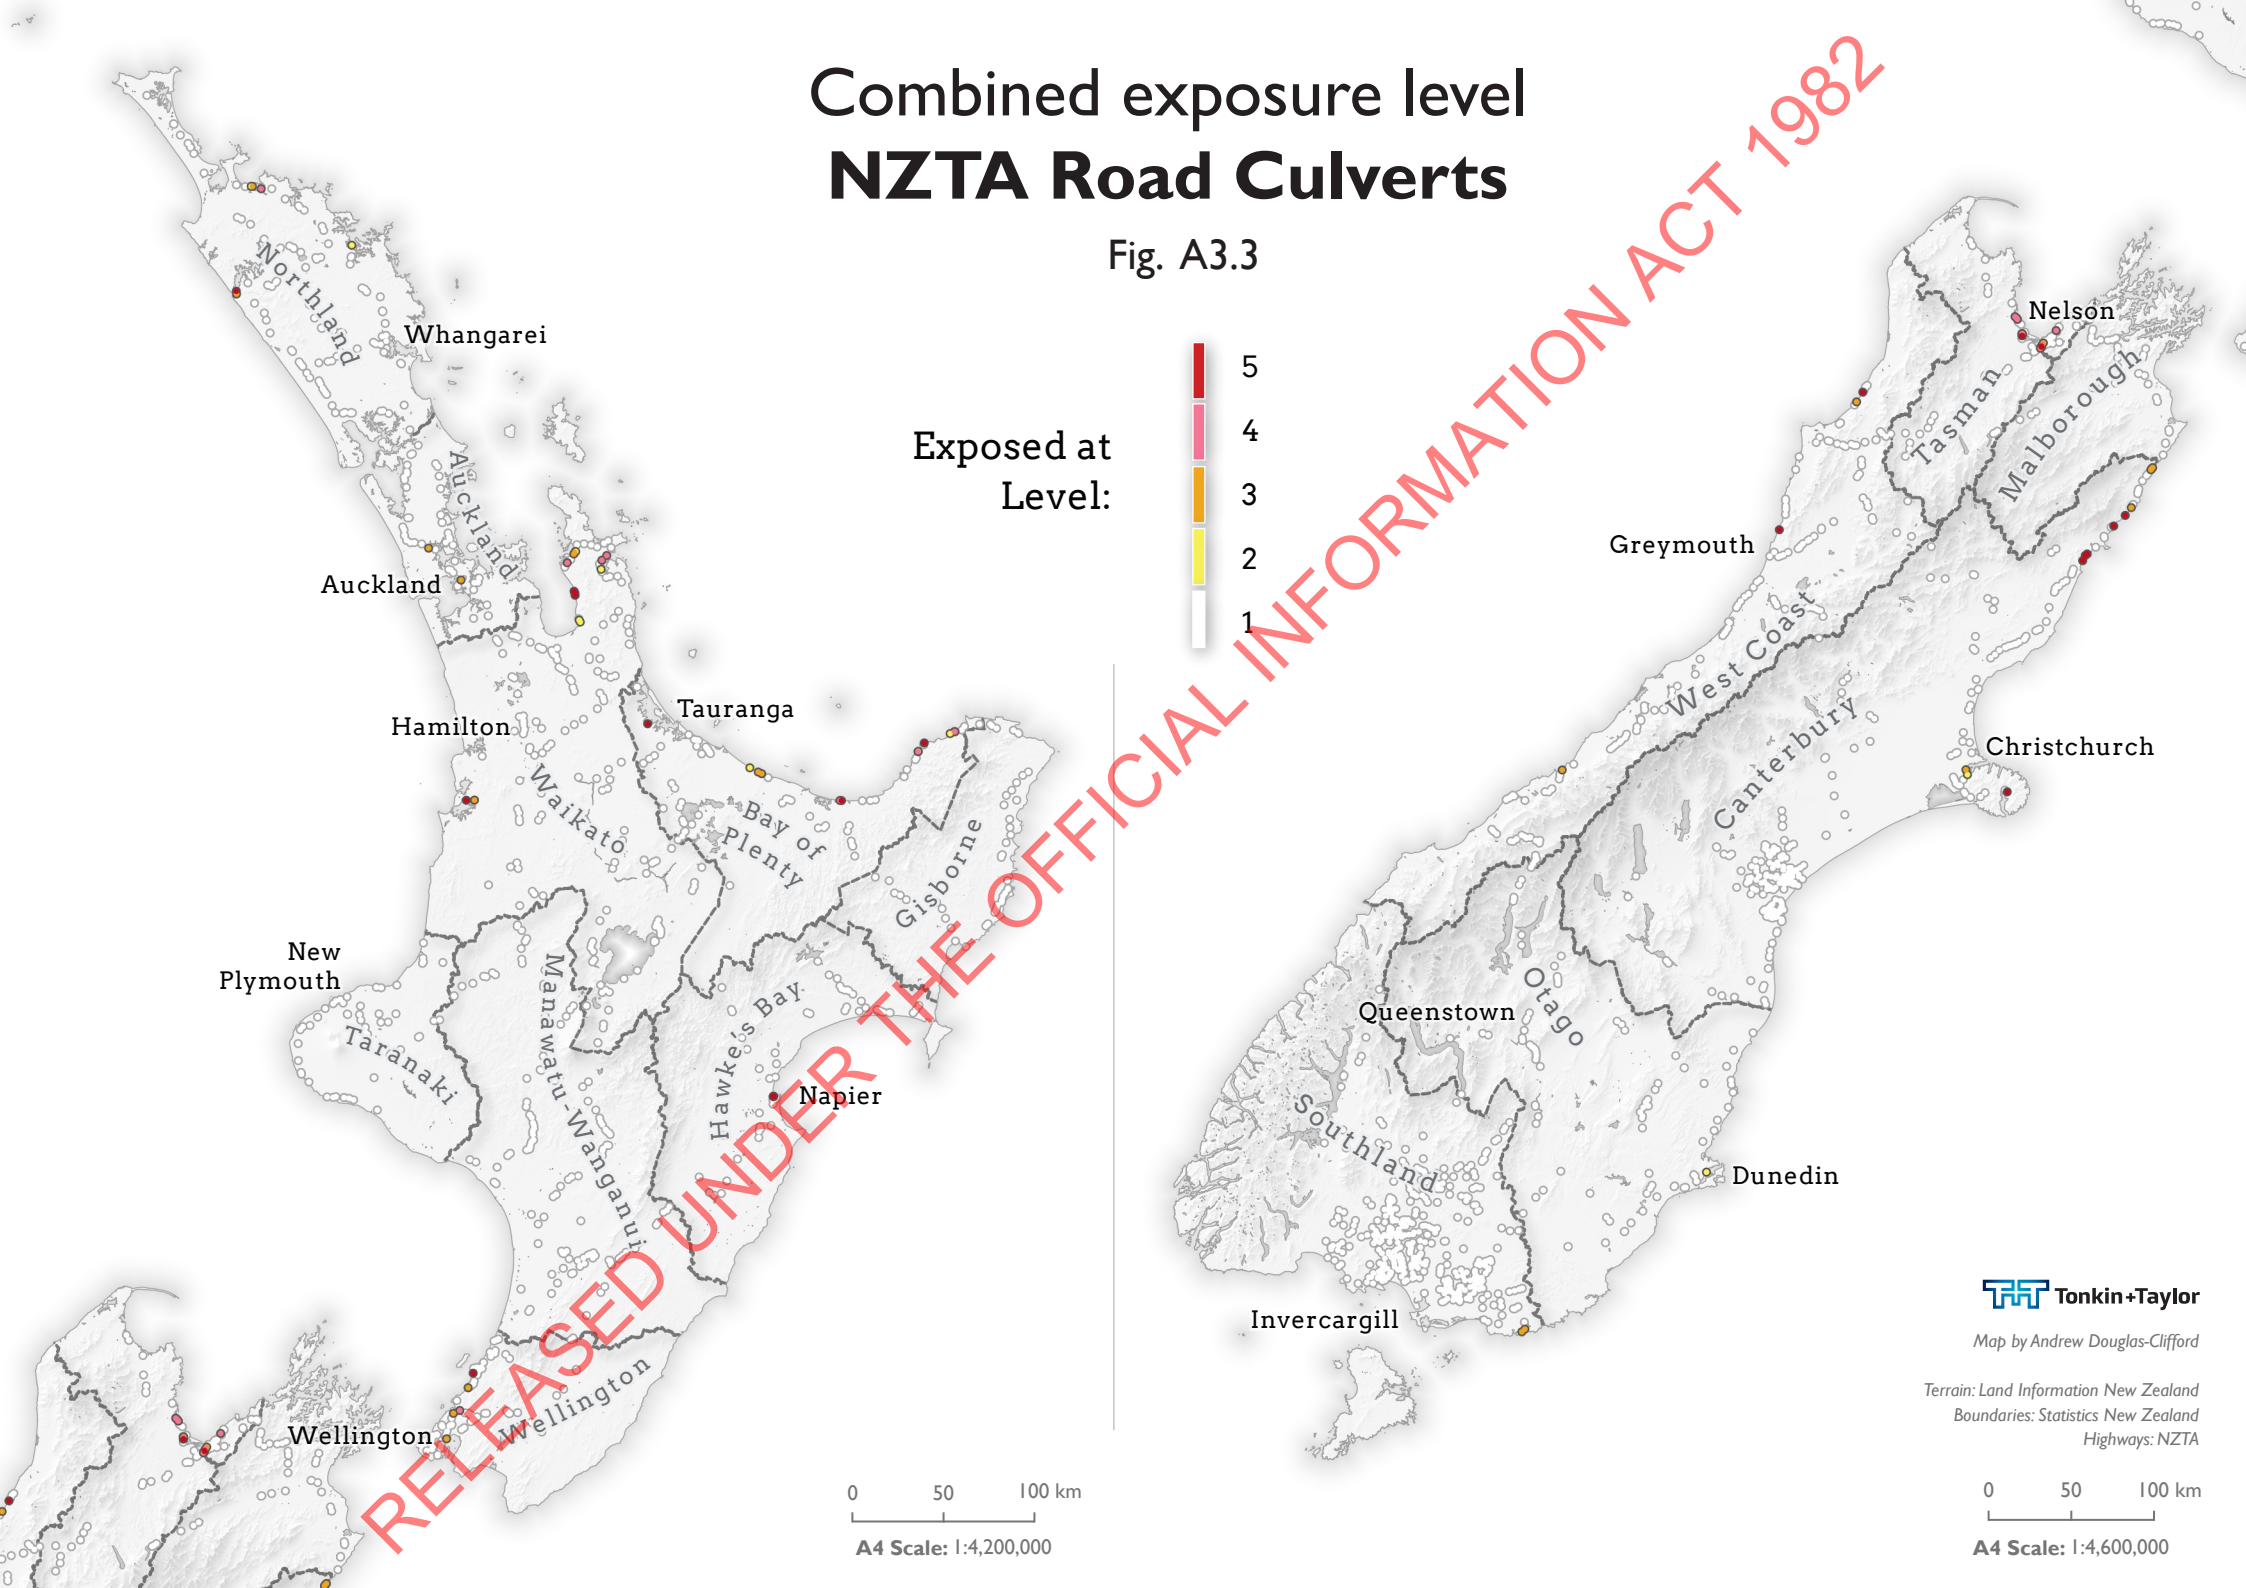 Combined exposure level
NZTA Road Culverts
Fig. A3.3
Exposed at
Level:
5
4
3
2
1
Northland
Whangarei
Auckland
Auckland
Hamilton
Waikato
Tauranga
Bay of
Plenty
Gisborne
New
Plymouth
Taranaki
Manawatu-Wanganui
Hawke's Bay
Napier
Wellington
Wellington
0 50 100 km
A4 Scale: 1:4,200,000
Nelson
Tasman
Malborough
Greymouth
West Coast
Canterbury
Christchurch
Otago
Queenstown
Southland
Dunedin
Invercargill
Tonkin+Taylor
Map by Andrew Douglas-Clifford
Terrain: Land Information New Zealand
Boundaries: Statistics New Zealand
Highways: NZTA
0 50 100 km
A4 Scale: 1:4,600,000
RELEASED UNDER THE OFFICIAL INFORMATION ACT 1982